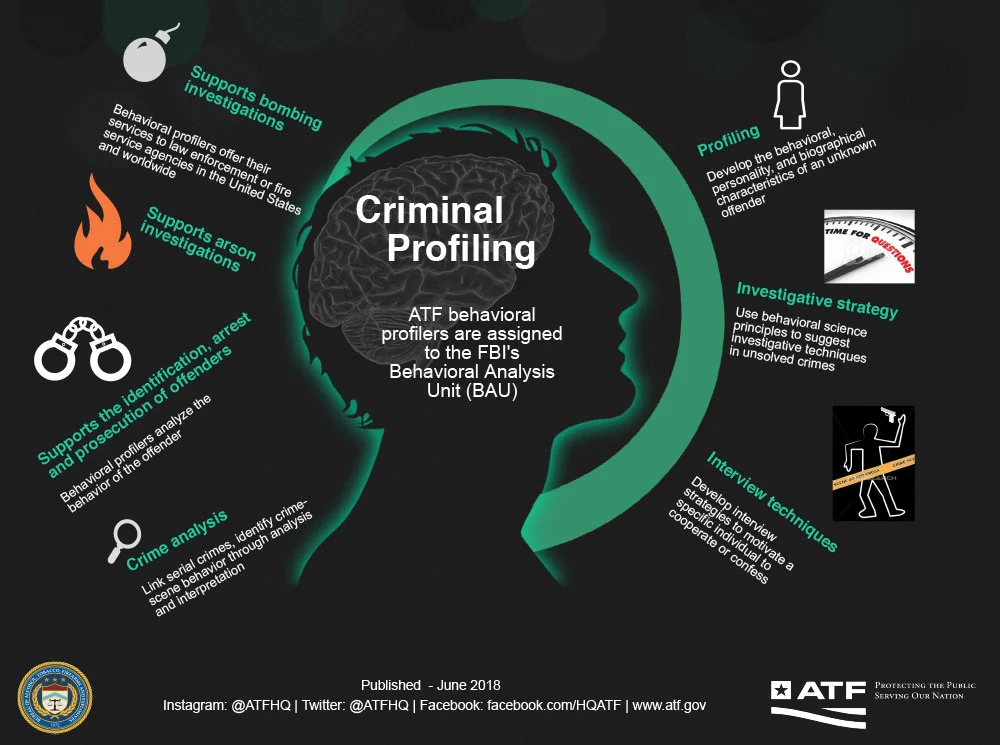 Supports bombing
investigations
Behavioral profilers offer their
services to law enforcement or fire
service agencies in the United States
and worldwide
Supports arson
investigations
Supports the identification, arrest
and prosecution of offenders
Behavioral profilers analyze the
behavior of the offender
Crime analysis
Link serial crimes, identify crime-
scene behavior through analysis
and interpretation
Criminal
Profiling
ATF behavioral
profilers are assigned
to the FBI's
Behavioral Analysis
Unit (BAU)
Profiling
Develop the behavioral,
personality, and biographical
characteristics of an unknown
offender
TIME FOR QUESTIONS
Investigative strategy
Use behavioral science
principles to suggest
investigative techniques
in unsolved crimes
Interview techniques
Develop interview
strategies to motivate a
specific individual to
cooperate or confess
Published - June 2018
Instagram: @ATFHQ | Twitter: @ATFHQ | Facebook: facebook.com/HQATF | www.atf.gov
ATF
PROTECTING THE PUBLIC
SERVING OUR NATION